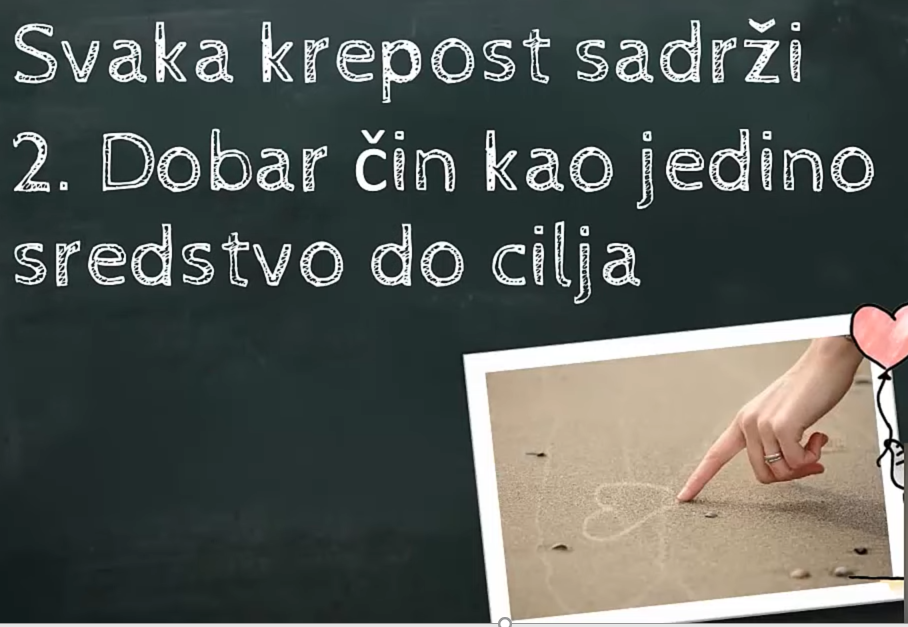 Svaka krepost sadrži
2. Dobar čin kao jedino
sredstvo do cilja